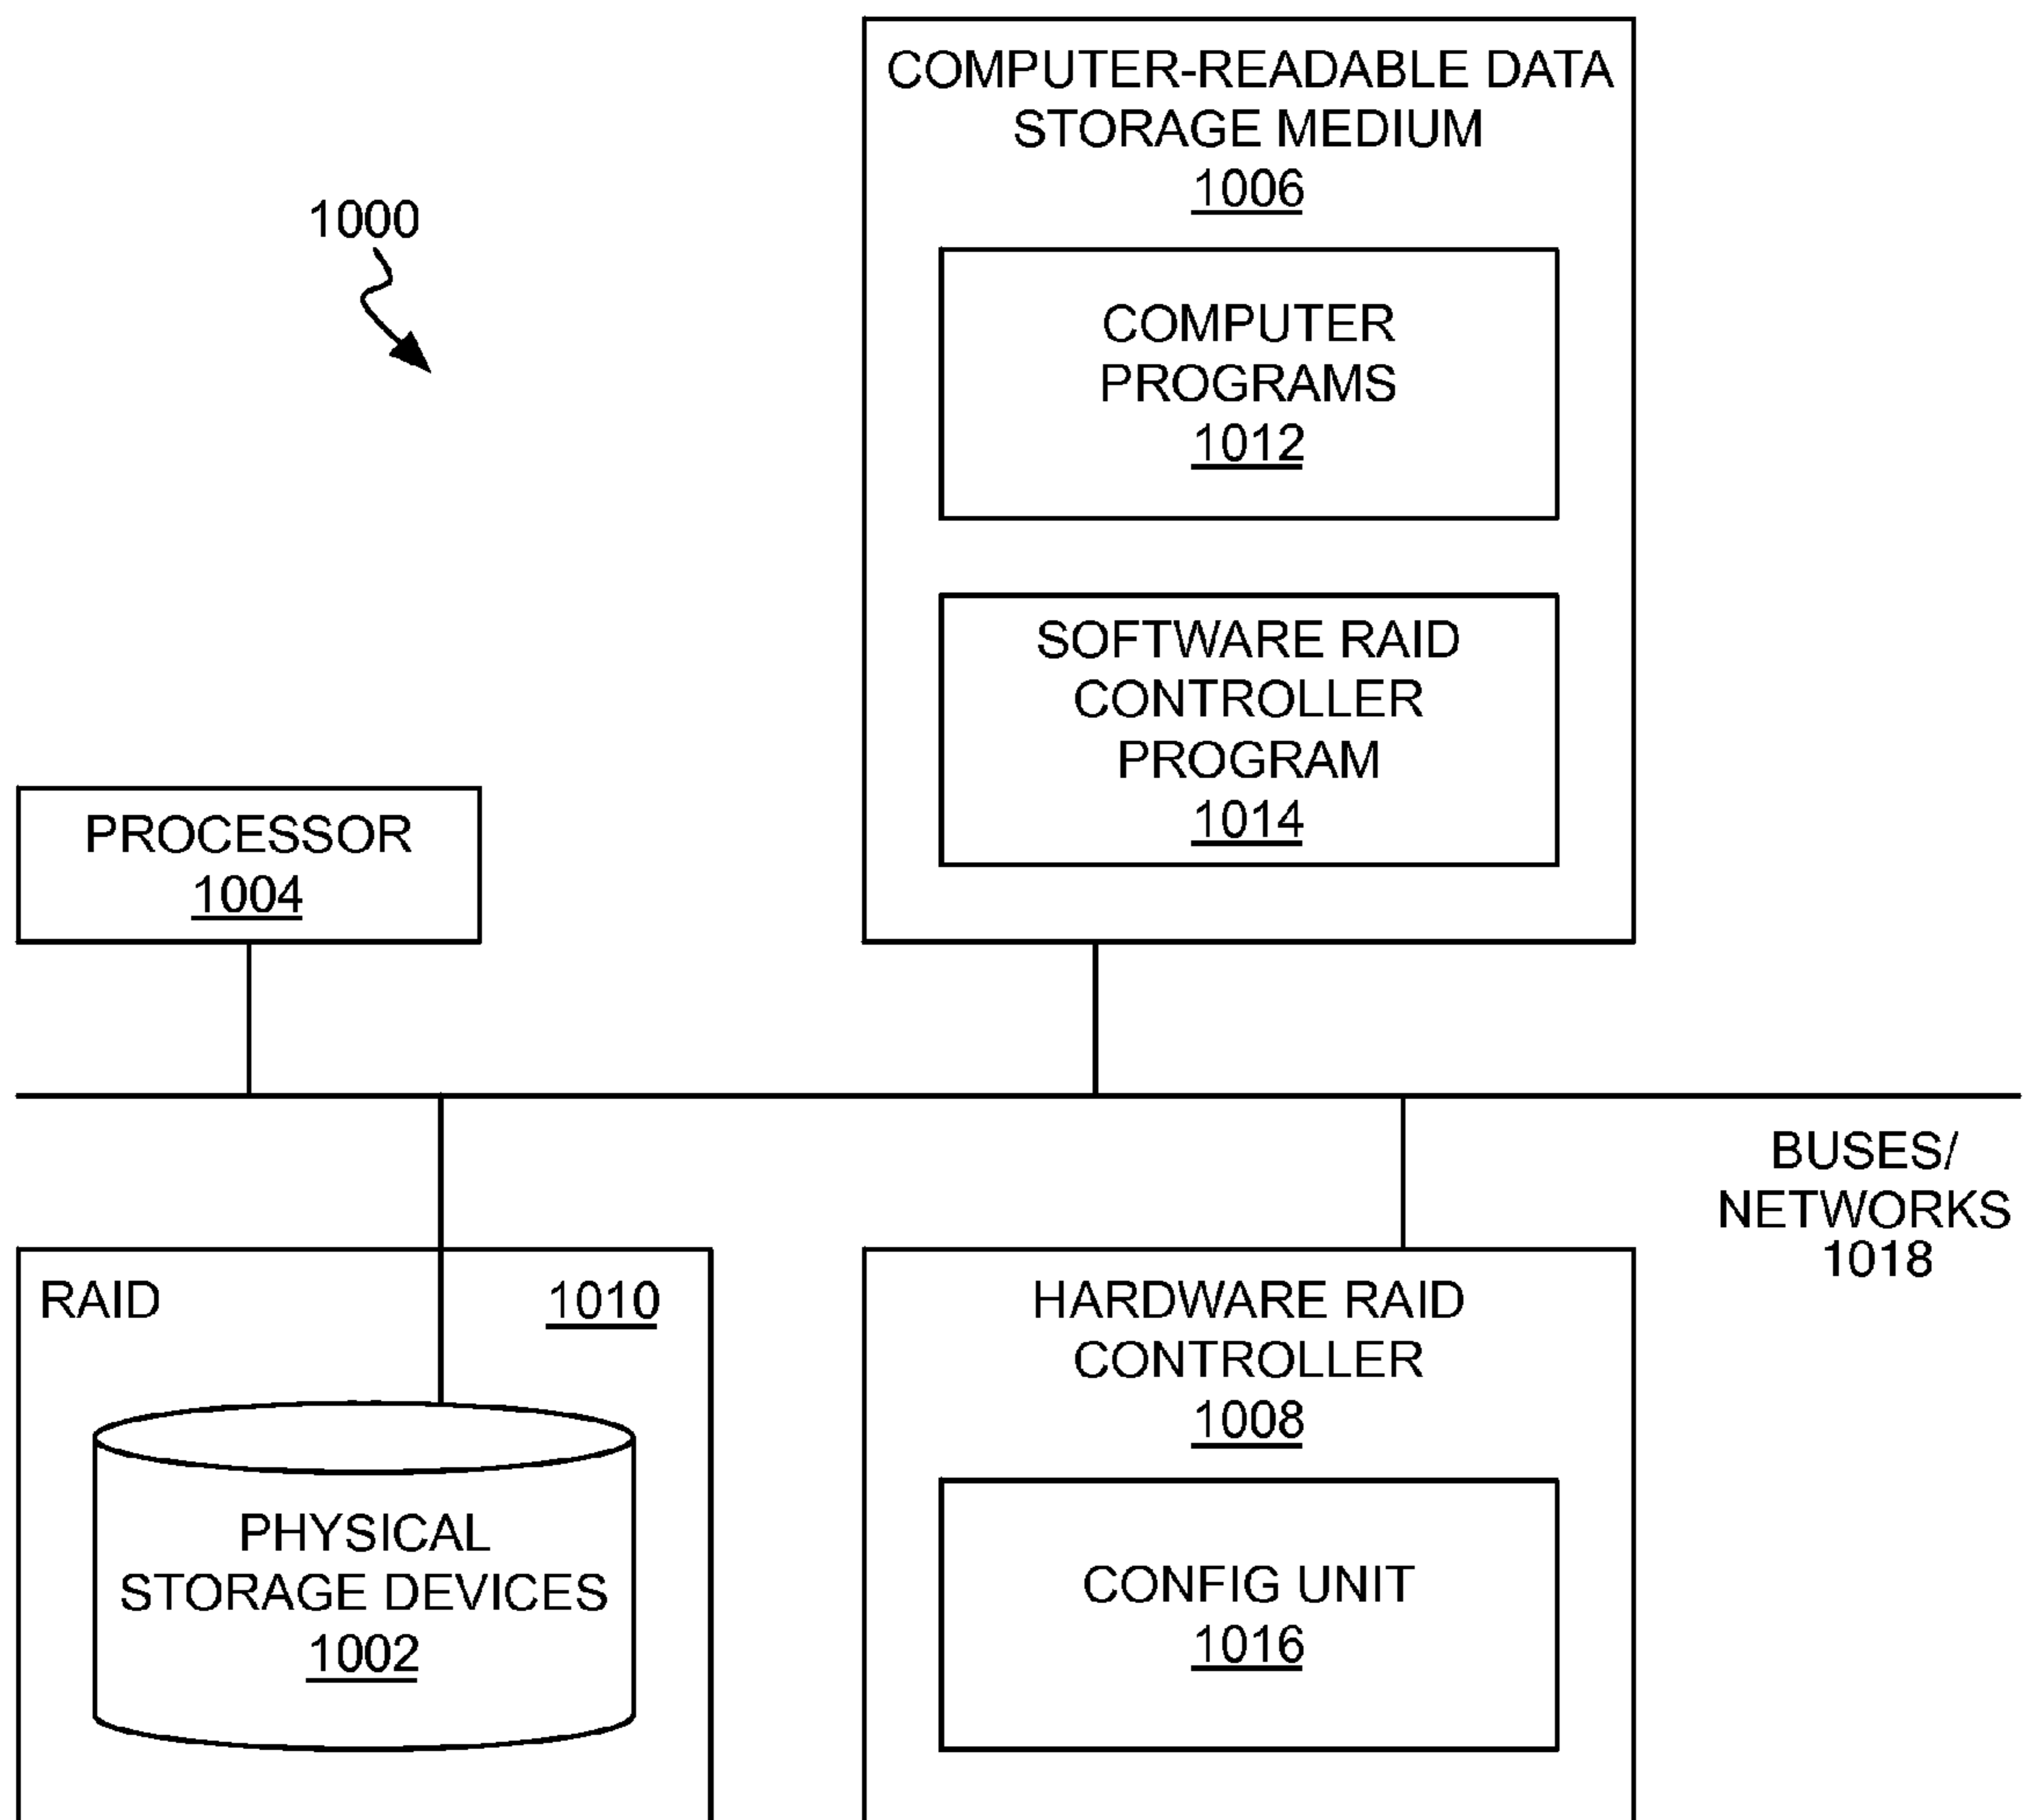 1000
COMPUTER-READABLE DATA
STORAGE MEDIUM
1006
COMPUTER
PROGRAMS
1012
SOFTWARE RAID
CONTROLLER
PROGRAM
1014
PROCESSOR
1004
BUSES/
NETWORKS
1018
RAID
1010
PHYSICAL
STORAGE DEVICES
1002
HARDWARE RAID
CONTROLLER
1008
CONFIG UNIT
1016